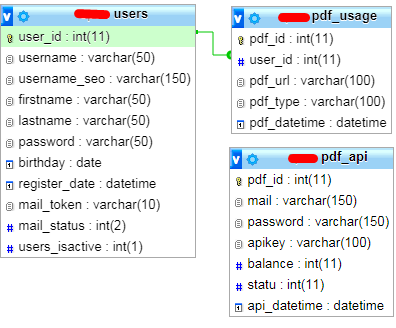 users
user_id : int(11)
username : varchar(50)
username_seo : varchar(150)
firstname : varchar(50)
lastname : varchar(50)
password : varchar(50)
birthday : date
register_date : datetime
mail_token : varchar(10)
mail_status : int(2)
users_isactive : int(1)
pdf_usage
pdf_id : int(11)
user_id : int(11)
pdf_url : varchar(100)
pdf_type : varchar(100)
pdf_datetime : datetime
pdf_api
pdf_id : int(11)
mail : varchar(150)
password : varchar(150)
apikey : varchar(100)
balance : int(11)
statu : int(11)
api_datetime : datetime